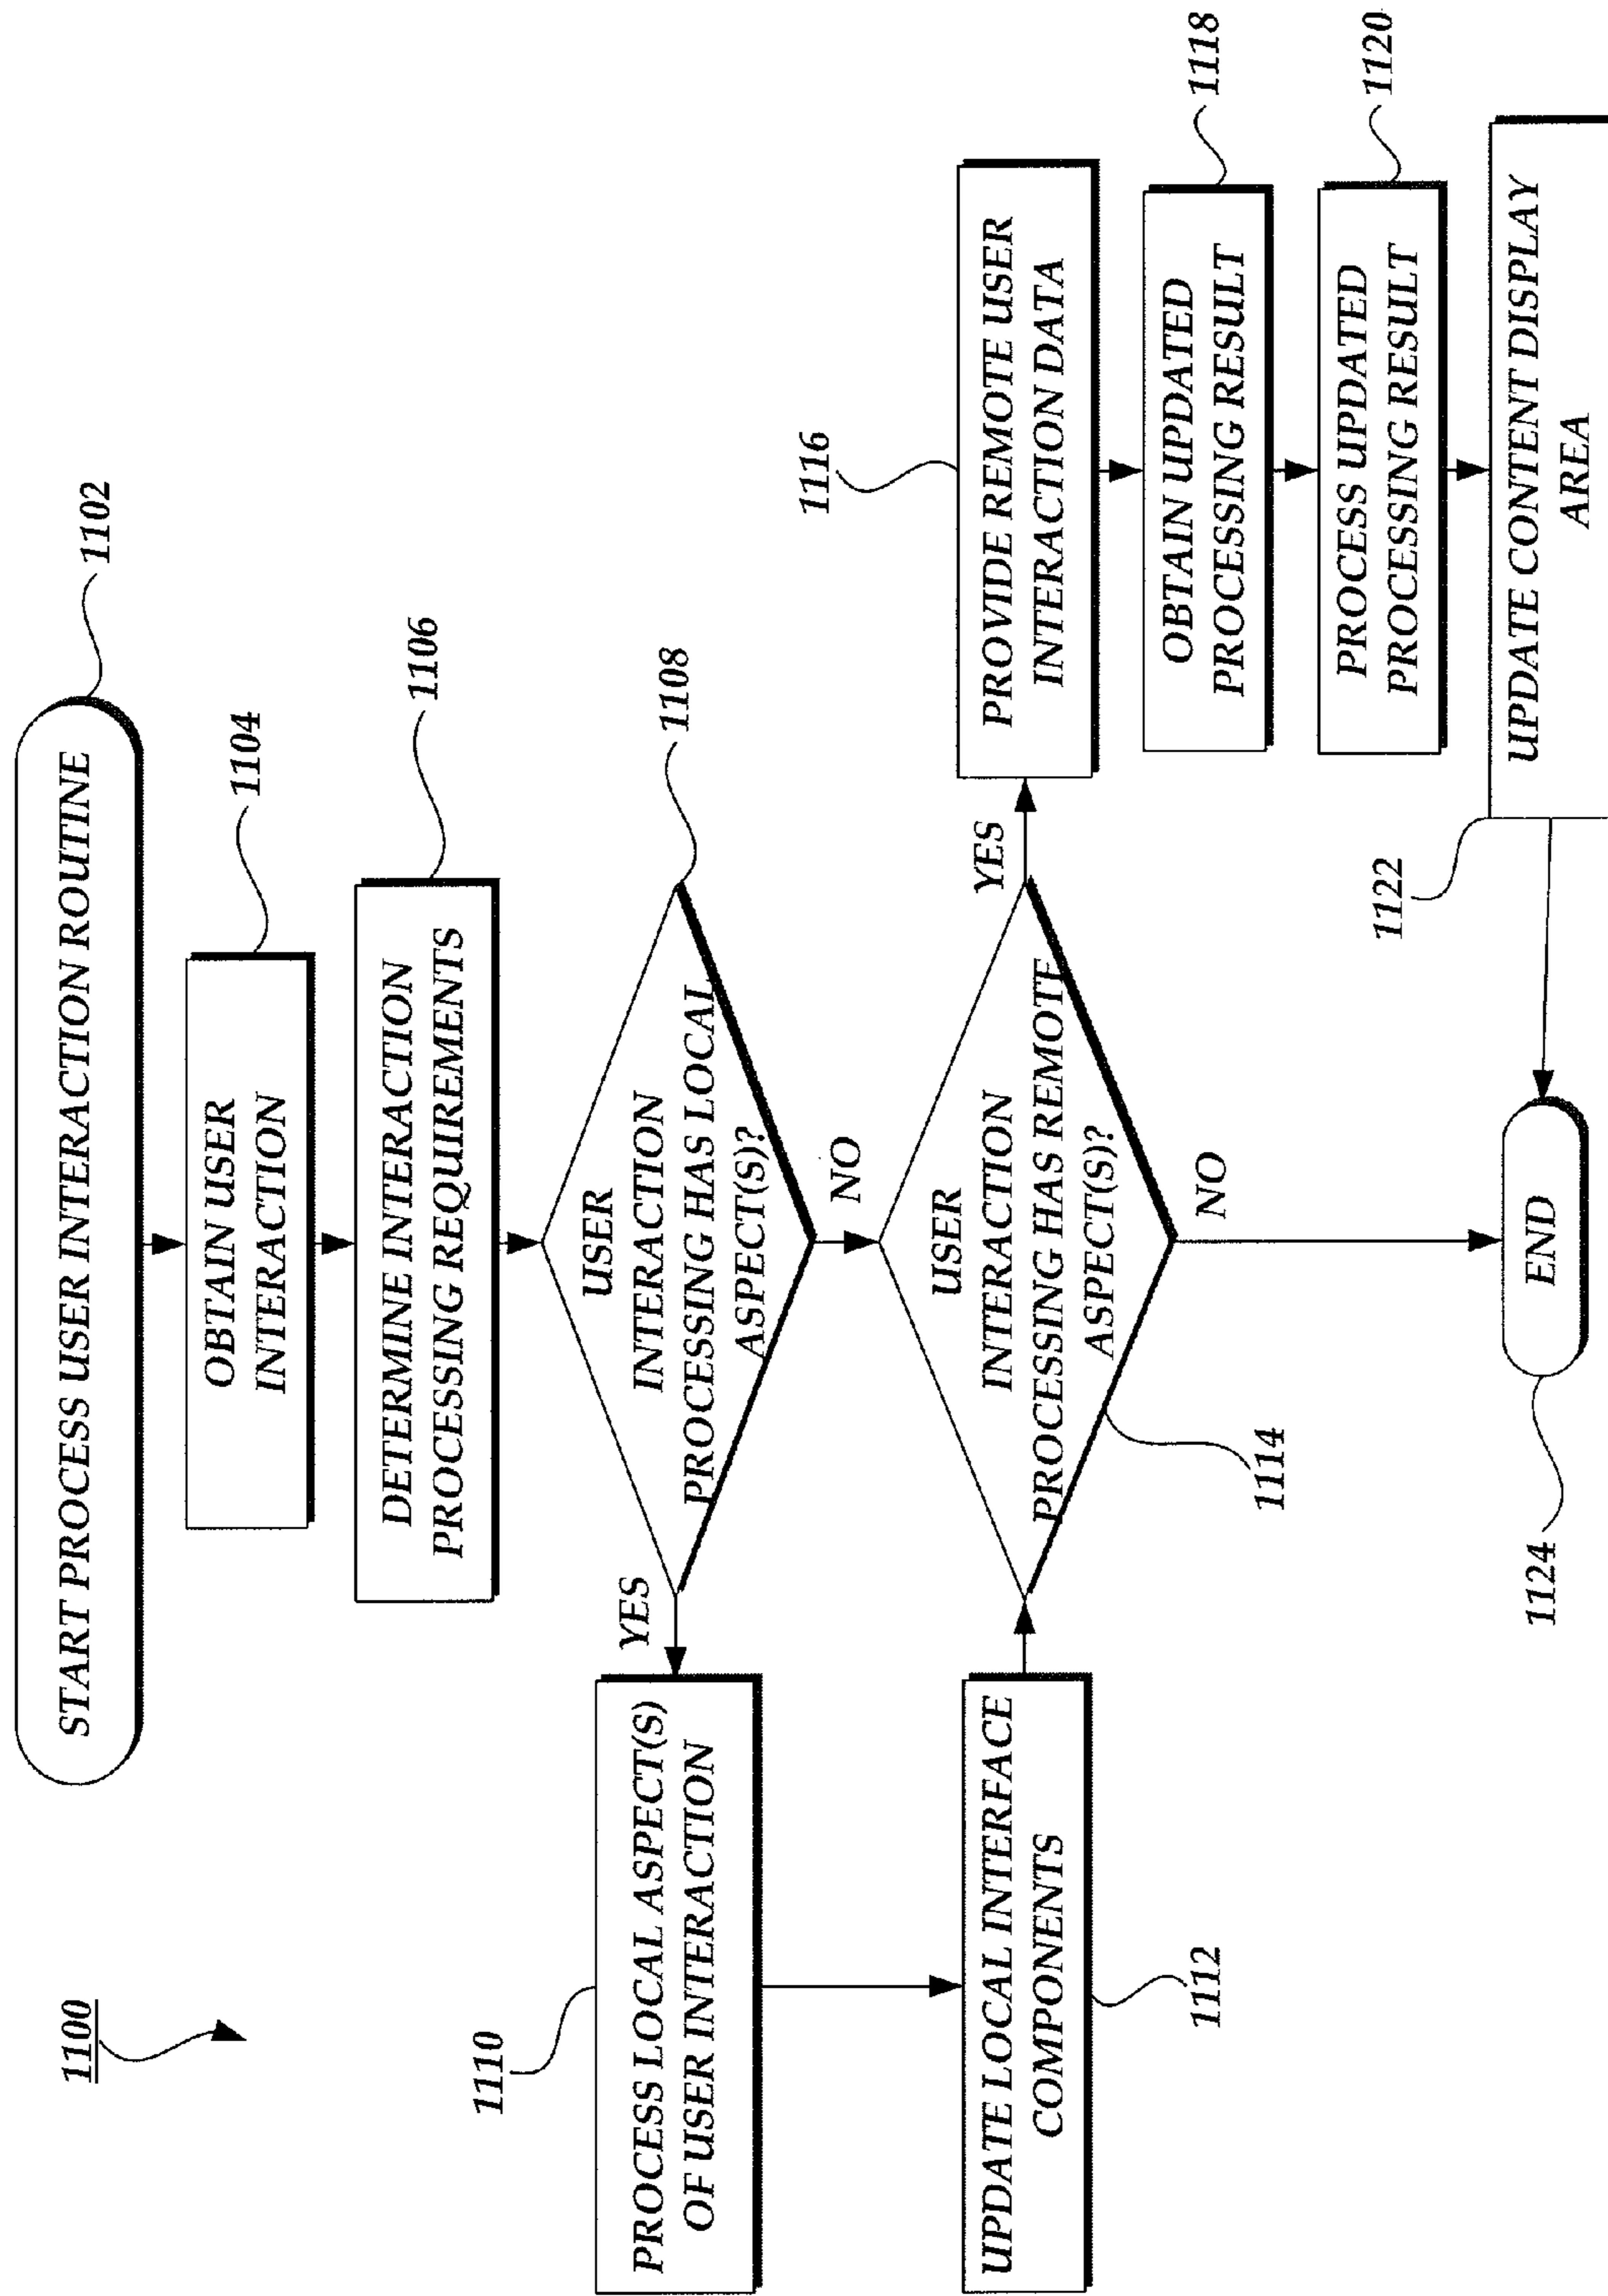 1100
START PROCESS USER INTERACTION ROUTINE
1102
OBTAIN USER
INTERACTION
1104
DETERMINE INTERACTION
PROCESSING REQUIREMENTS
1106
USER
INTERACTION
PROCESSING HAS LOCAL
ASPECT(S)?
1108
YES
NO
1110
PROCESS LOCAL ASPECT(S)
OF USER INTERACTION
UPDATE LOCAL INTERFACE
COMPONENTS
1112
USER
INTERACTION
PROCESSING HAS REMOTE
ASPECT(S)?
1114
YES
NO
1116
PROVIDE REMOTE USER
INTERACTION DATA
OBTAIN UPDATED
PROCESSING RESULT
1118
PROCESS UPDATED
PROCESSING RESULT
1120
UPDATE CONTENT DISPLAY
AREA
1122
END
1124